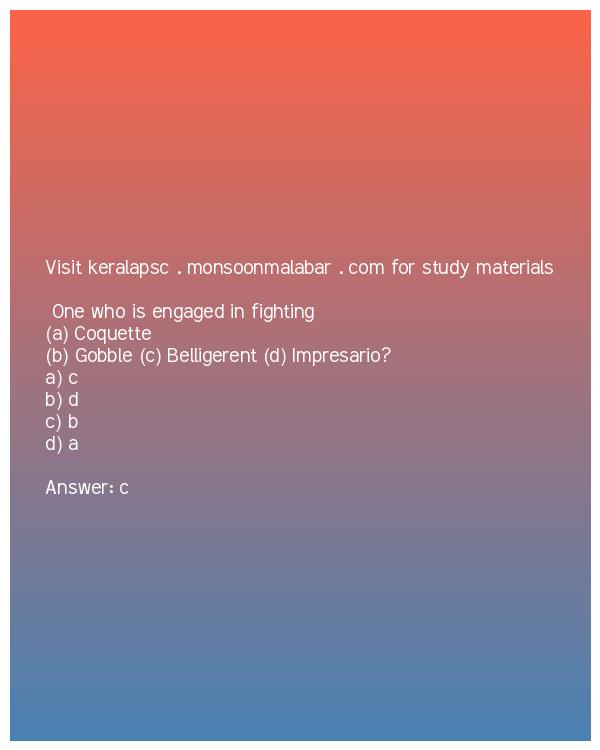 Visit keralapsc . monsoonmalabar . com for study materials
One who is engaged in fighting
(a) Coquette
(b) Gobble (c) Belligerent (d) Impresario?
a) c
b) d
c) b
d) a
Answer: c